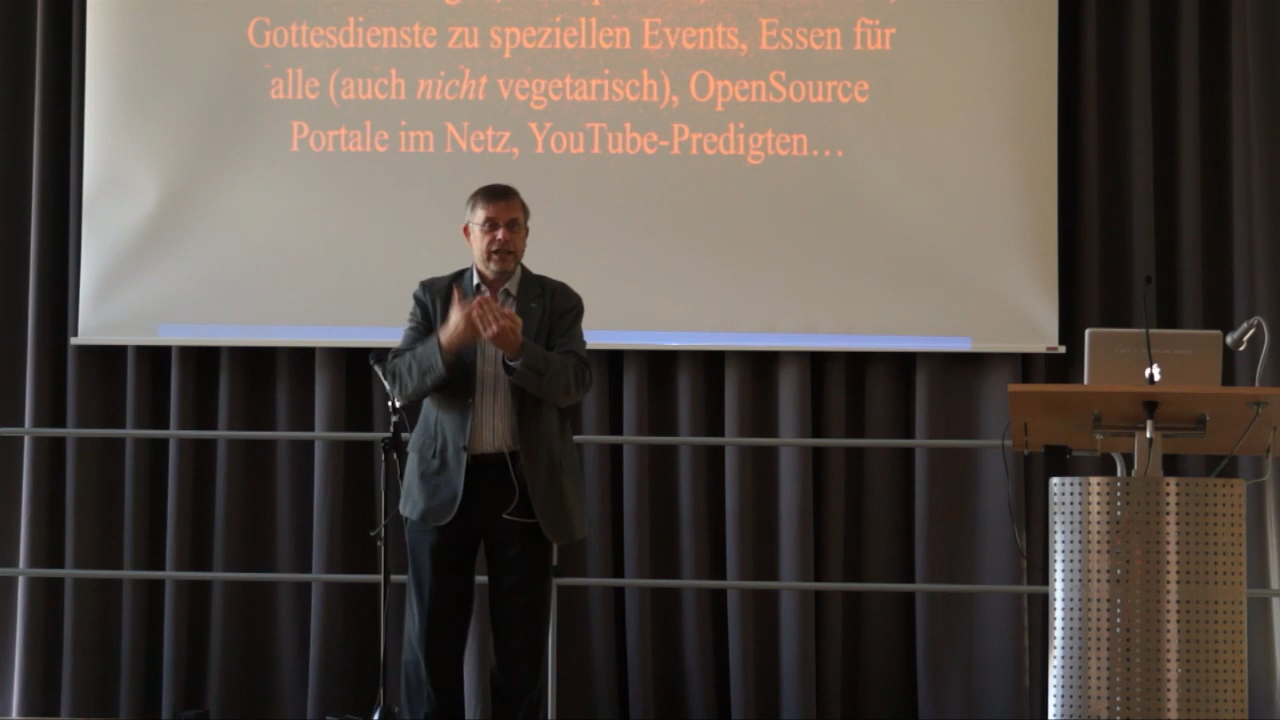 Gottesdienste zu speziellen Events, Essen für
alle (auch nicht vegetarisch), OpenSource
Portale im Netz, YouTube-Predigten…